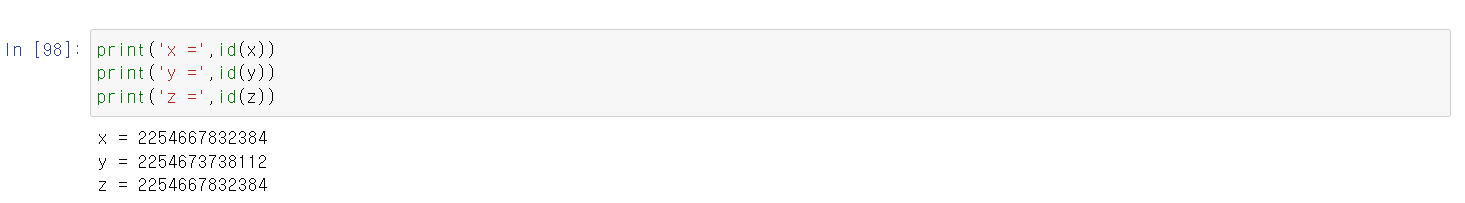 In [98]:
print('x =',id(x))
print('y =',id(y))
print('z =',id(z))
x = 2254667832384
y = 2254673738112
z = 2254667832384